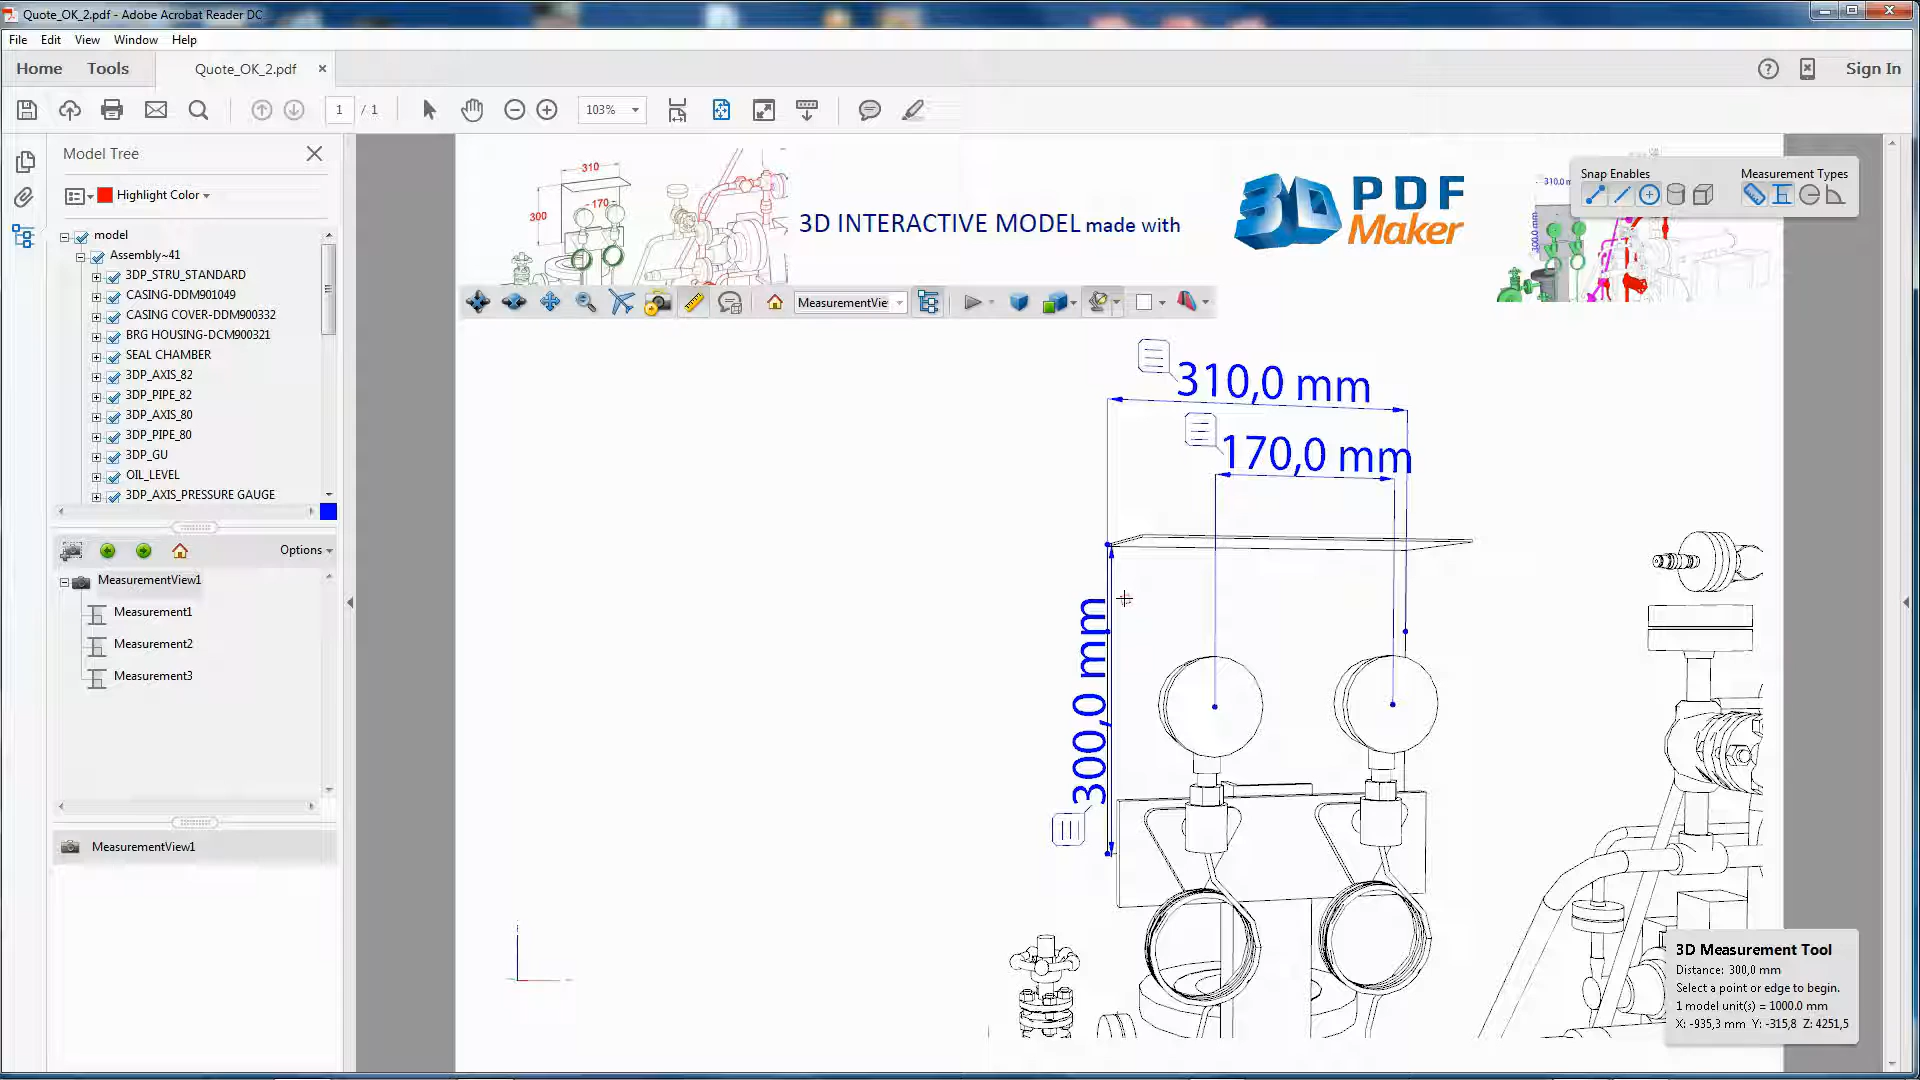 Quote_OK_2.pdf - Adobe Acrobat Reader DC
File Edit View Window Help
Home Tools Quote_OK_2.pdf × Sign In
1 / 1 103%
Model Tree
Highlight Color
model
Assembly~41
3DP_STRU_STANDARD
CASING-DDM901049
CASING COVER-DDM900332
BRG HOUSING-DCM900321
SEAL CHAMBER
3DP_AXIS_82
3DP_PIPE_82
3DP_AXIS_80
3DP_PIPE_80
3DP_GU
OIL_LEVEL
3DP_AXIS_PRESSURE GAUGE
Options
MeasurementView1
Measurement1
Measurement2
Measurement3
MeasurementView1
310
300
170
3D INTERACTIVE MODEL made with
3D PDF
Maker
Snap Enables
Measurement Types
MeasurementVie
310,0 mm
170,0 mm
300,0 mm
3D Measurement Tool
Distance: 300,0 mm
Select a point or edge to begin.
1 model unit(s) = 1000.0 mm
X: -935,3 mm Y: -315,8 Z: 4251,5